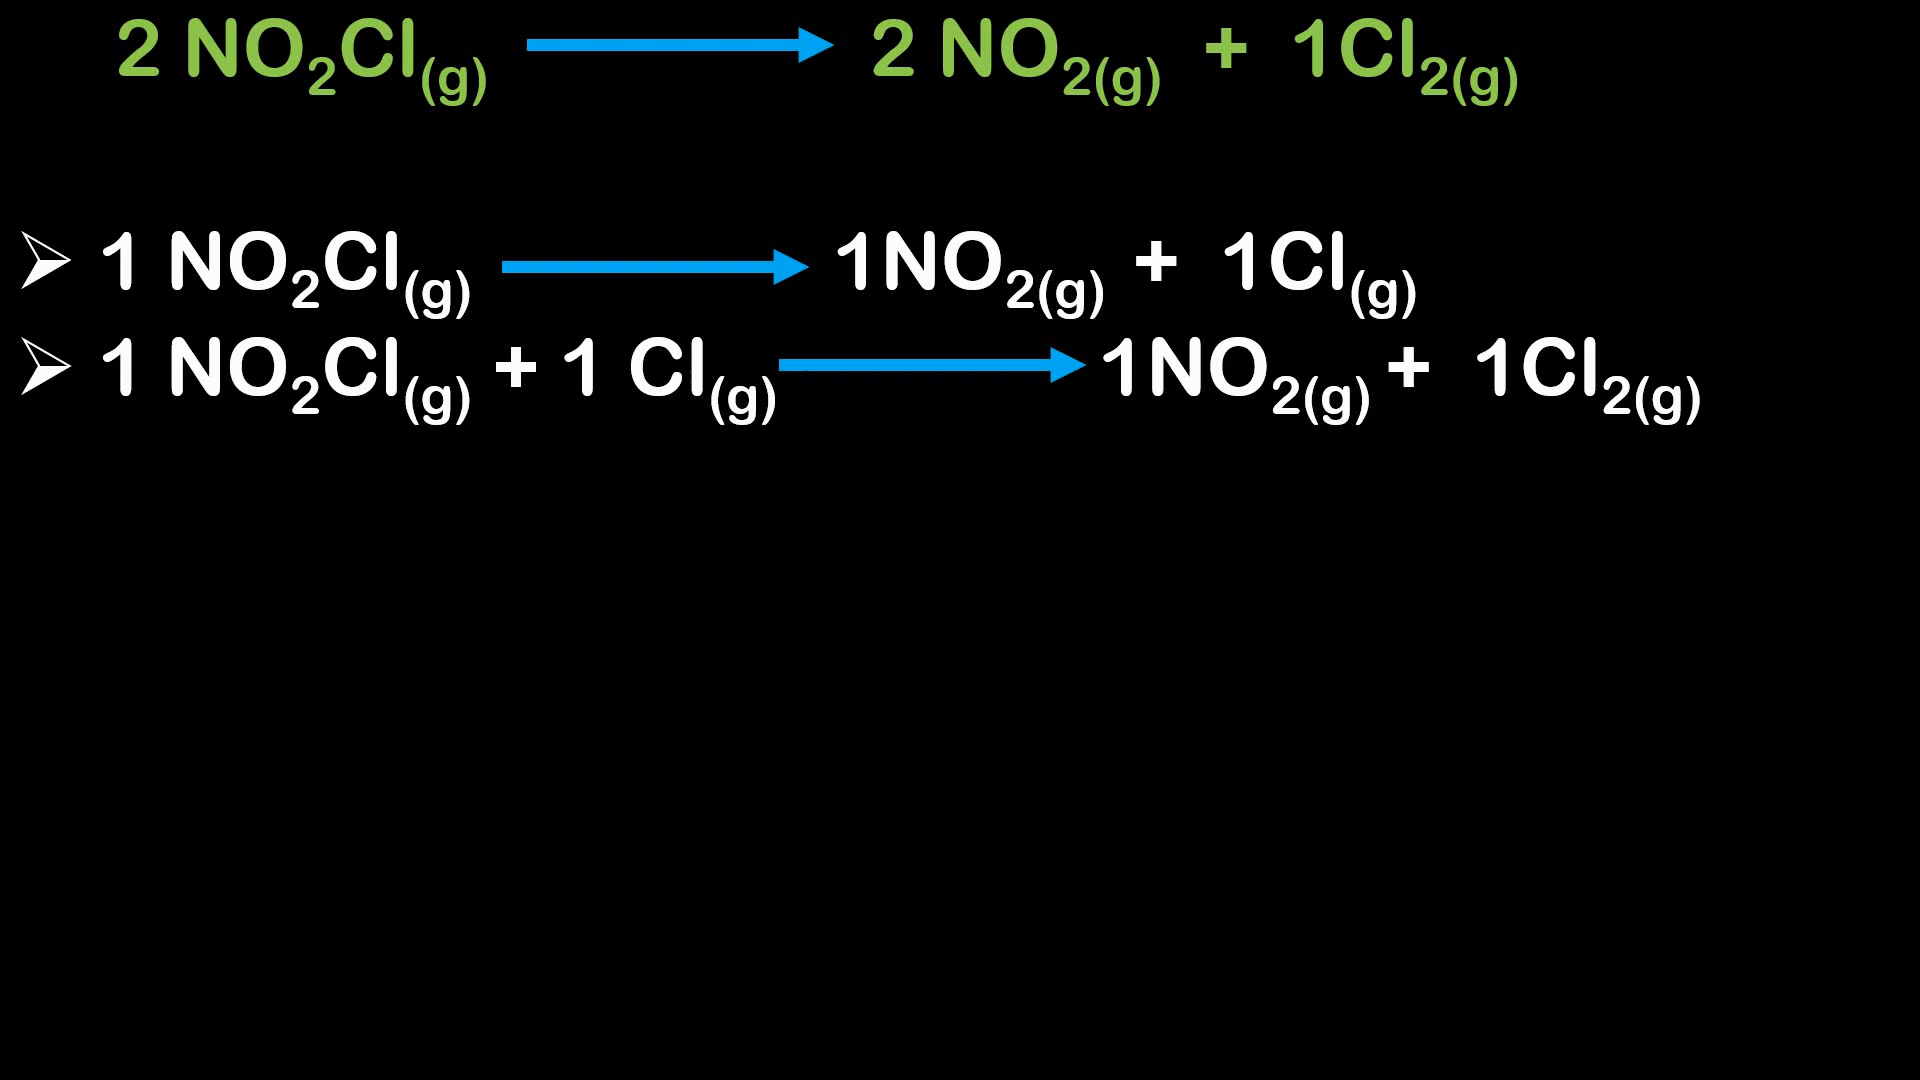 2 NO₂Cl(g) → 2 NO₂(g) + 1Cl₂(g)
➢ 1 NO₂Cl(g) → 1NO₂(g) + 1Cl(g)
➢ 1 NO₂Cl(g) + 1 Cl(g) → 1NO₂(g) + 1Cl₂(g)